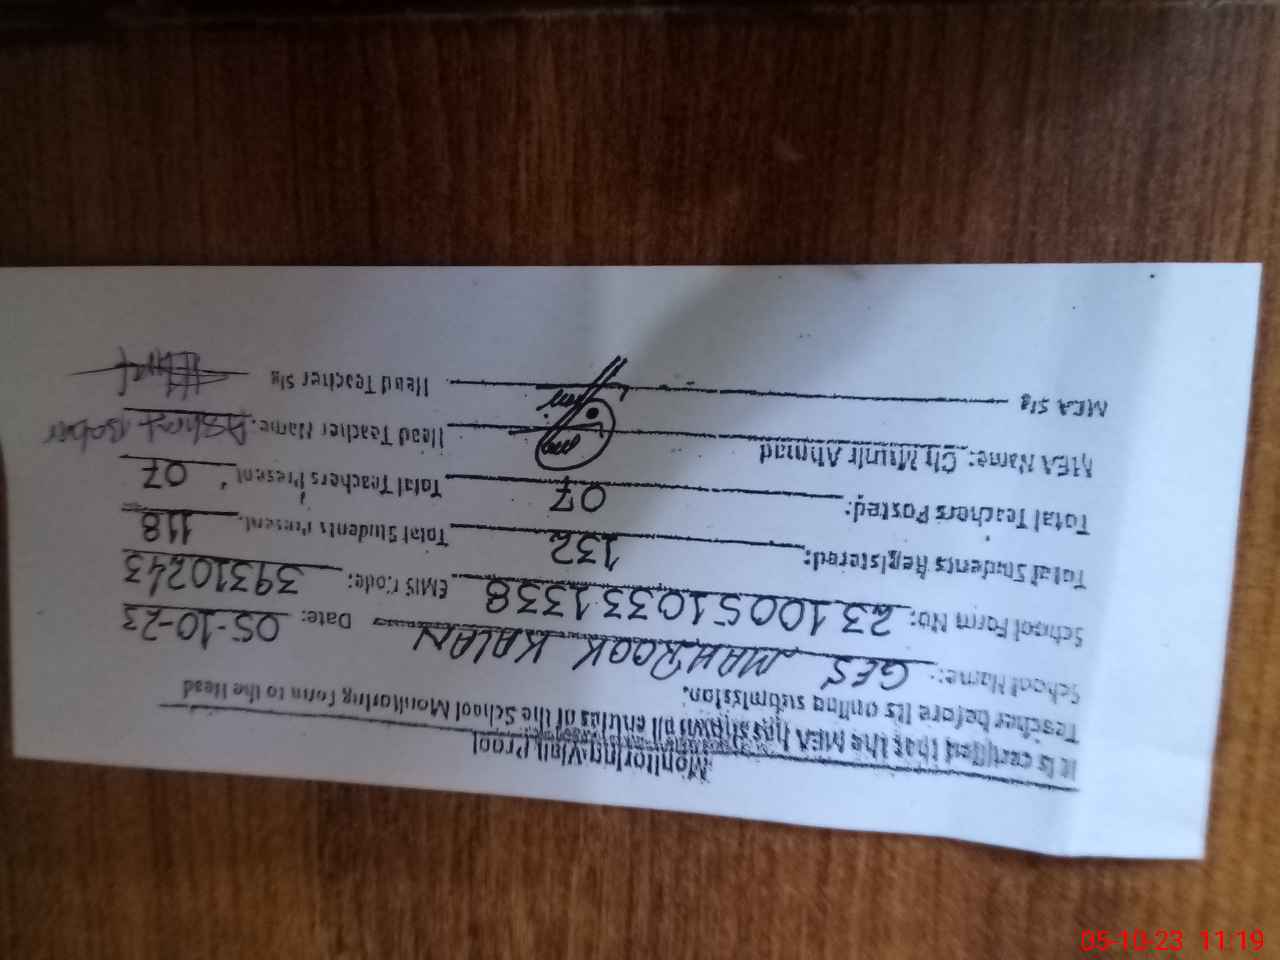 Monitoring Visit Proof
It is certified that the MEA has shown all entries of the School Monitoring Form to the Head
Teacher before its online submission.
School Name: GES MAHROOK KALAN Date: 05-10-23
School Form No: 23100510331338 EMIS Code: 39310243
Total Students Registered: 132 Total Students Present: 118
Total Teachers Posted: 07 Total Teachers Present 07
MEA Name: Ch Munir Ahmad Head Teacher Name: Babar
MEA Sig Head Teacher Sig
05-10-23 11:19